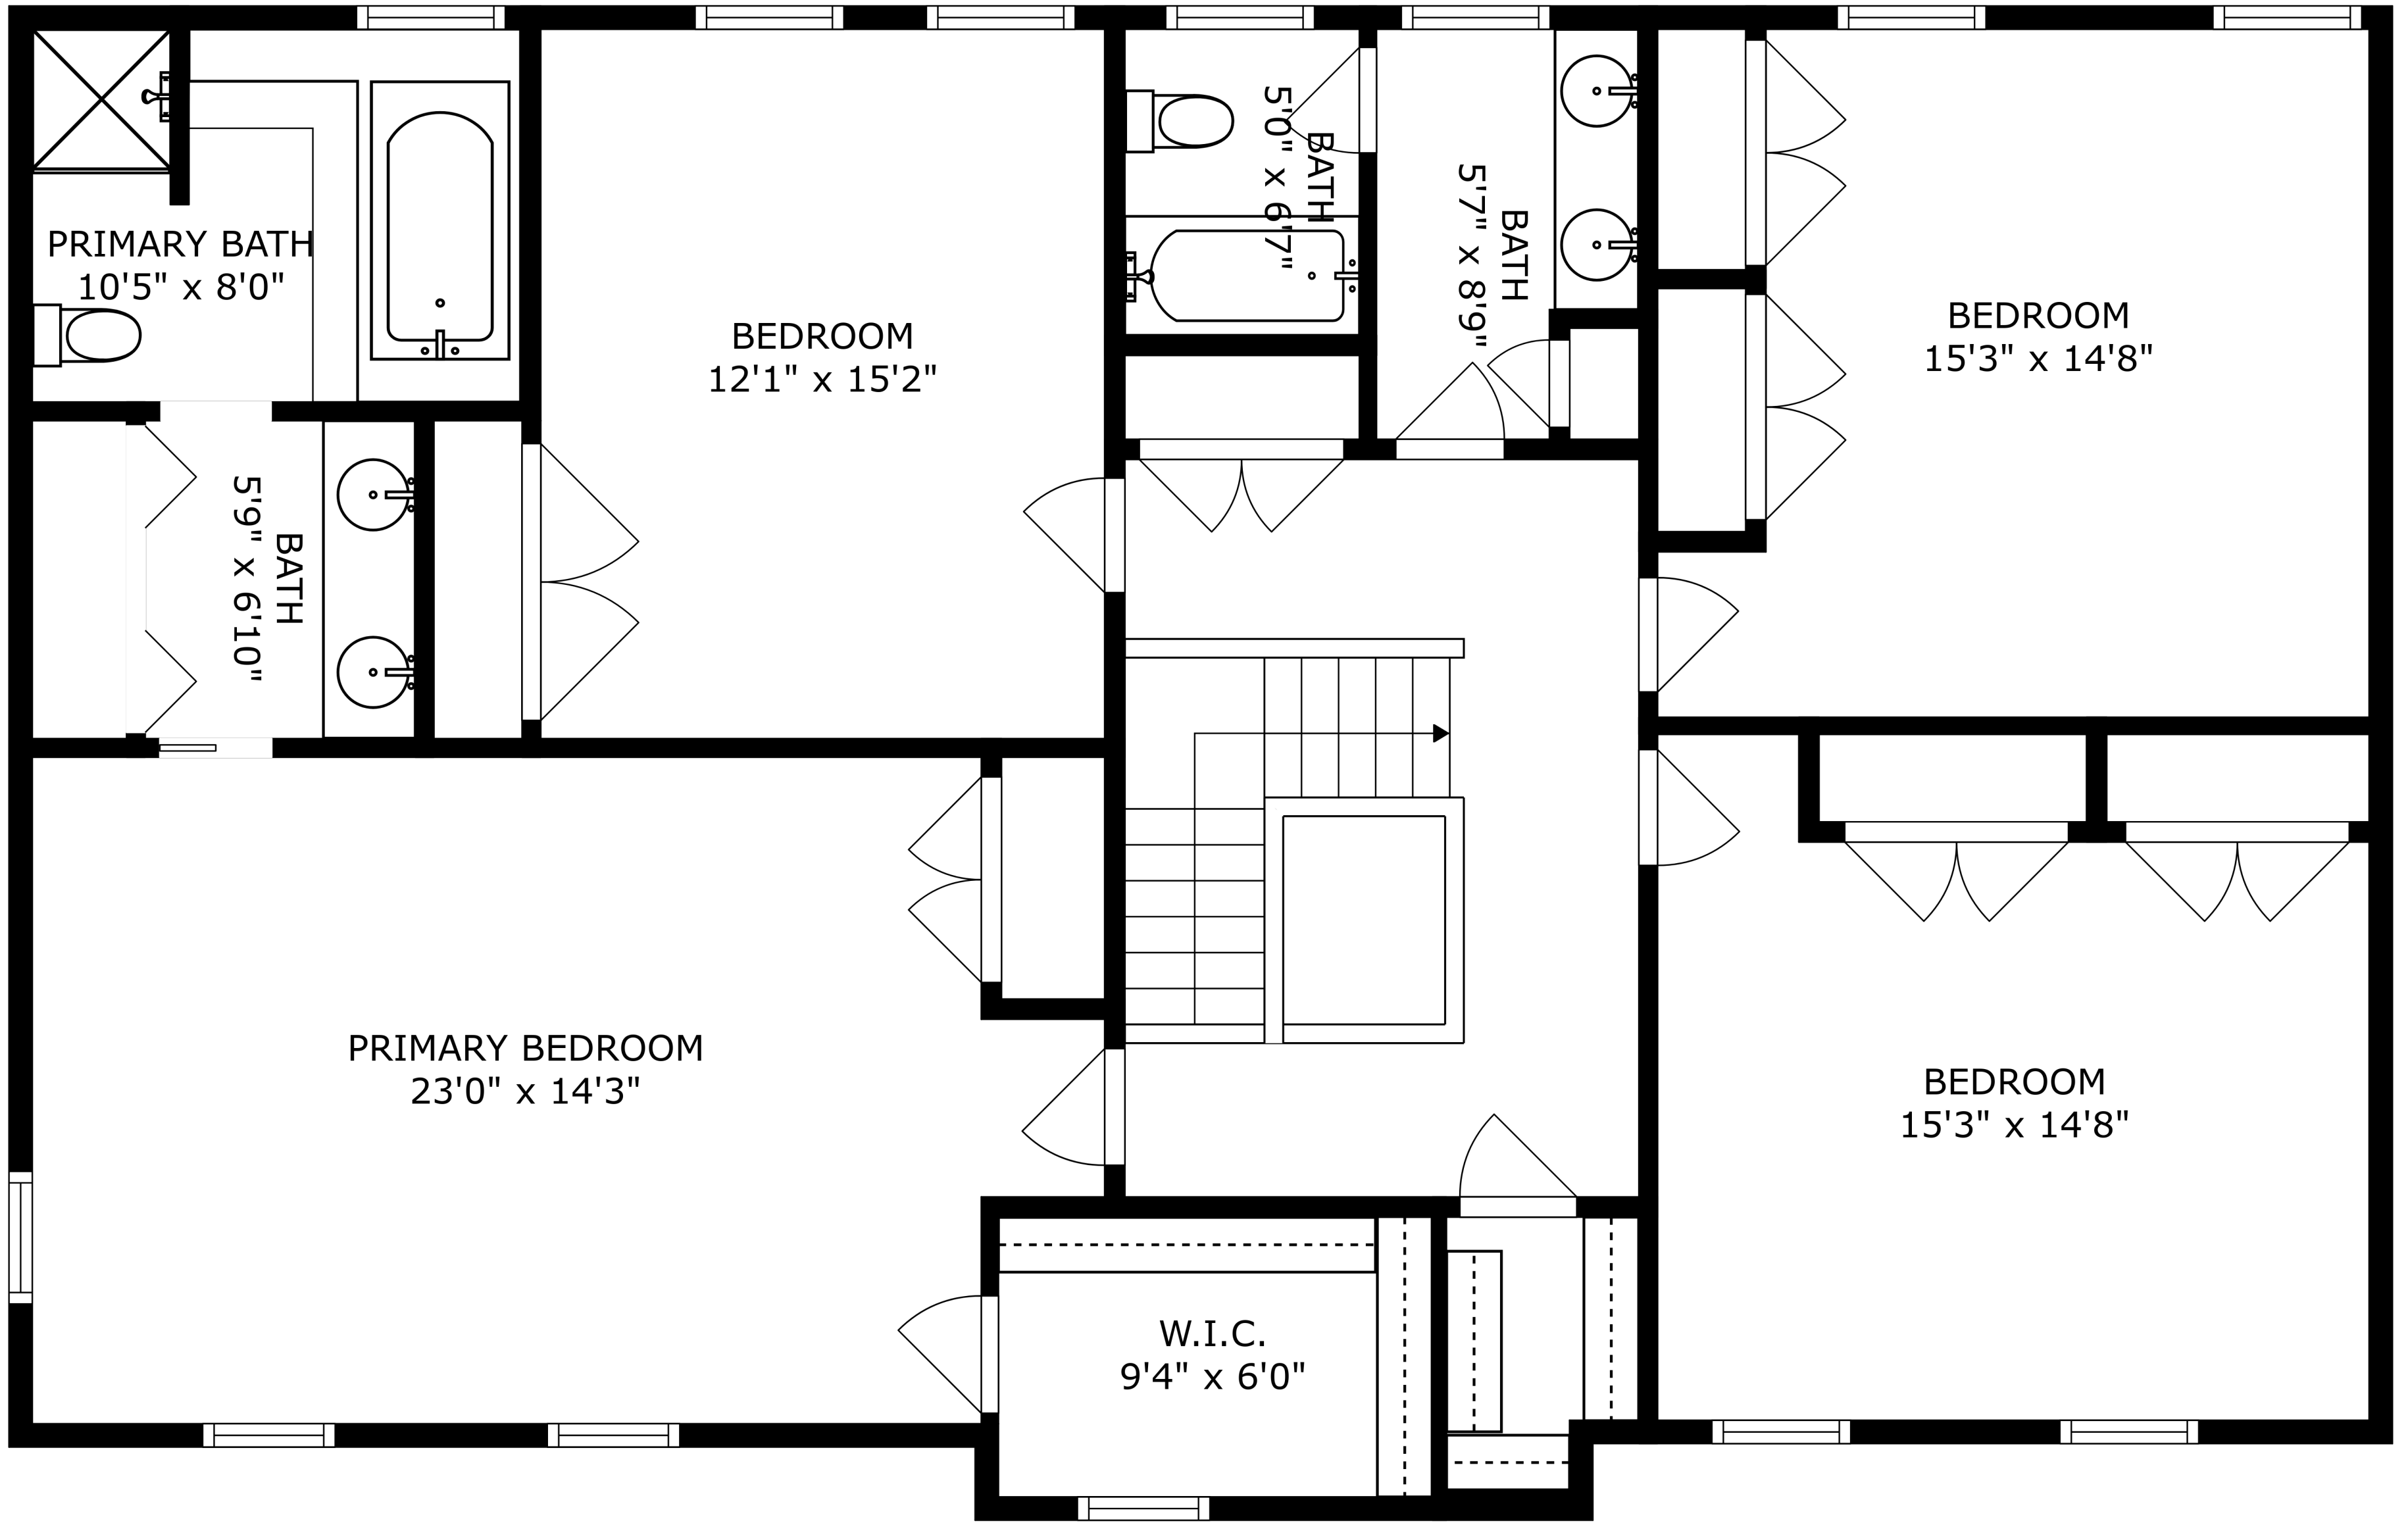 PRIMARY BATH
10'5" x 8'0"
BEDROOM
12'1" x 15'2"
BATH
5'0" x 6'7"
BATH
5'7" x 8'9"
BEDROOM
15'3" x 14'8"
BATH
5'9" x 6'10"
PRIMARY BEDROOM
23'0" x 14'3"
BEDROOM
15'3" x 14'8"
W.I.C.
9'4" x 6'0"